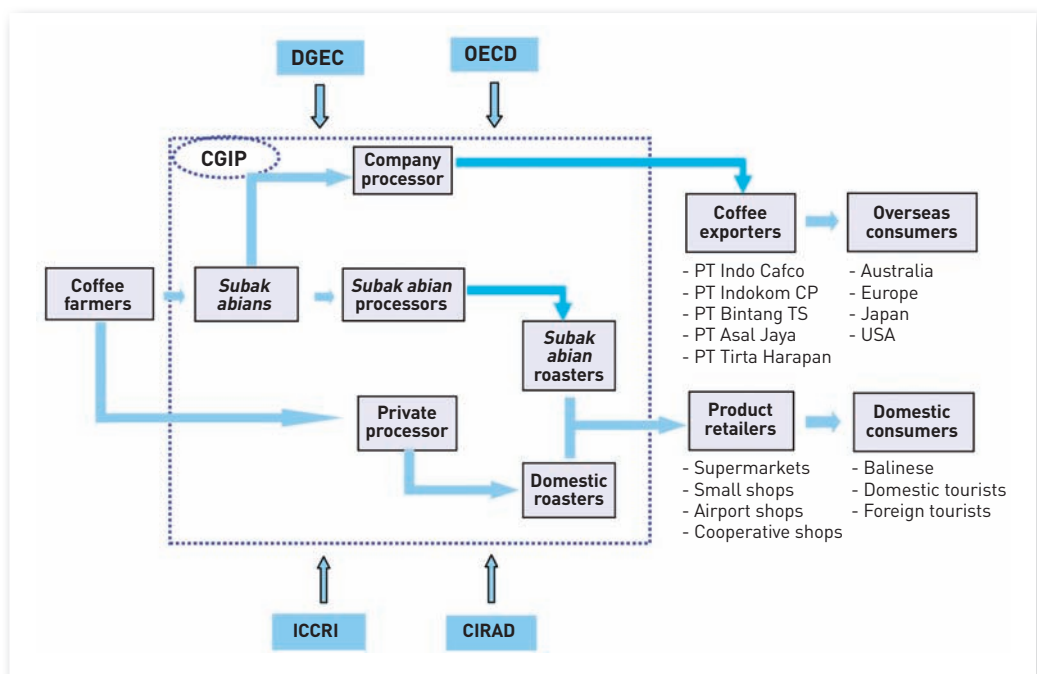 DGEC
OECD
CGIP
Company
processor
Coffee
exporters
Overseas
consumers
- PT Indo Cafco
- PT Indokom CP
- PT Bintang TS
- PT Asal Jaya
- PT Tirta Harapan
- Australia
- Europe
- Japan
- USA
Coffee
farmers
Subak
abians
Subak abian
processors
Subak
abian
roasters
Private
processor
Domestic
roasters
Product
retailers
Domestic
consumers
- Supermarkets
- Small shops
- Airport shops
- Cooperative shops
- Balinese
- Domestic tourists
- Foreign tourists
ICCRI
CIRAD